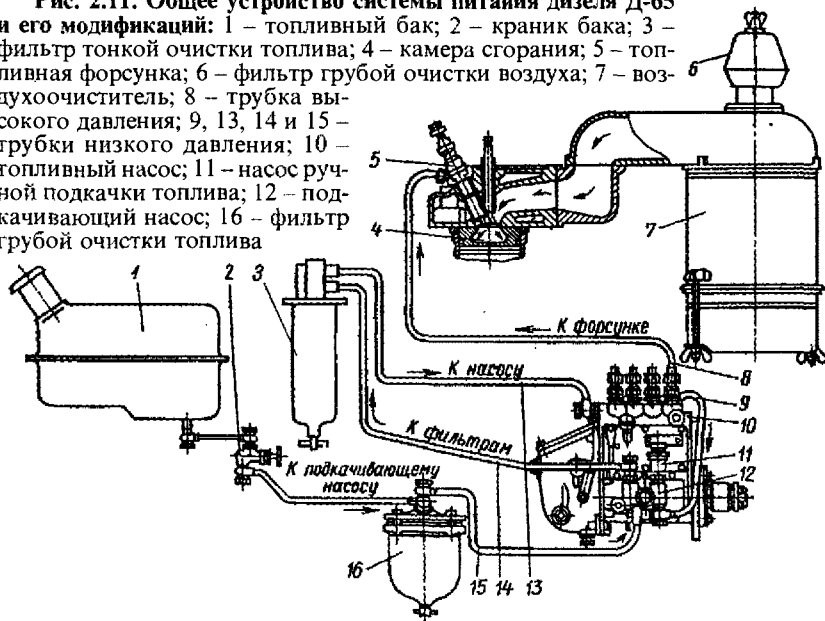 Рис. 2.11. Общее устройство системы питания дизеля Д-65
и его модификаций: 1 – топливный бак; 2 – краник бака; 3 –
фильтр тонкой очистки топлива; 4 – камера сгорания; 5 – топ-
ливная форсунка; 6 – фильтр грубой очистки воздуха; 7 – воз-
духоочиститель; 8 – трубка вы-
сокого давления; 9, 13, 14 и 15 –
трубки низкого давления; 10 –
топливный насос; 11 – насос руч-
ной подкачки топлива; 12 – под-
качивающий насос; 16 – фильтр
грубой очистки топлива
6
5
4
7
1
2
3
К форсунке
8
К насосу
9
10
К фильтрам
11
К подкачивающему
насосу
12
16
15 14 13